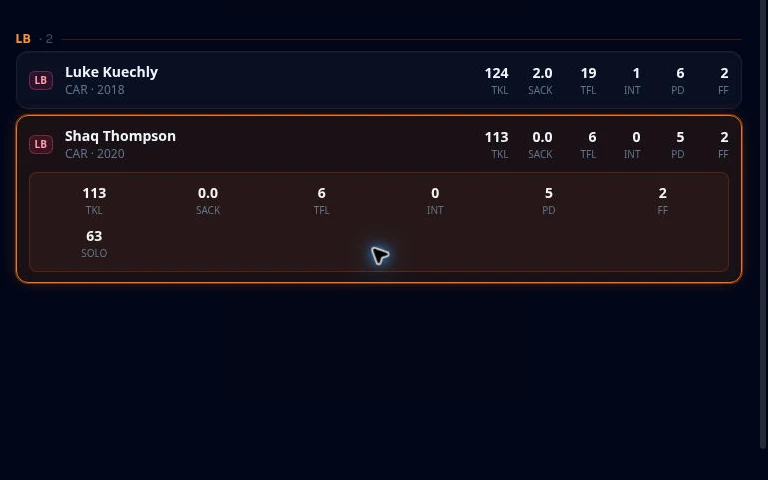 LB · 2
LB Luke Kuechly 124 2.0 19 1 6 2
CAR · 2018 TKL SACK TFL INT PD FF
LB Shaq Thompson 113 0.0 6 0 5 2
CAR · 2020 TKL SACK TFL INT PD FF
113 0.0 6 0 5 2
TKL SACK TFL INT PD FF
63
SOLO